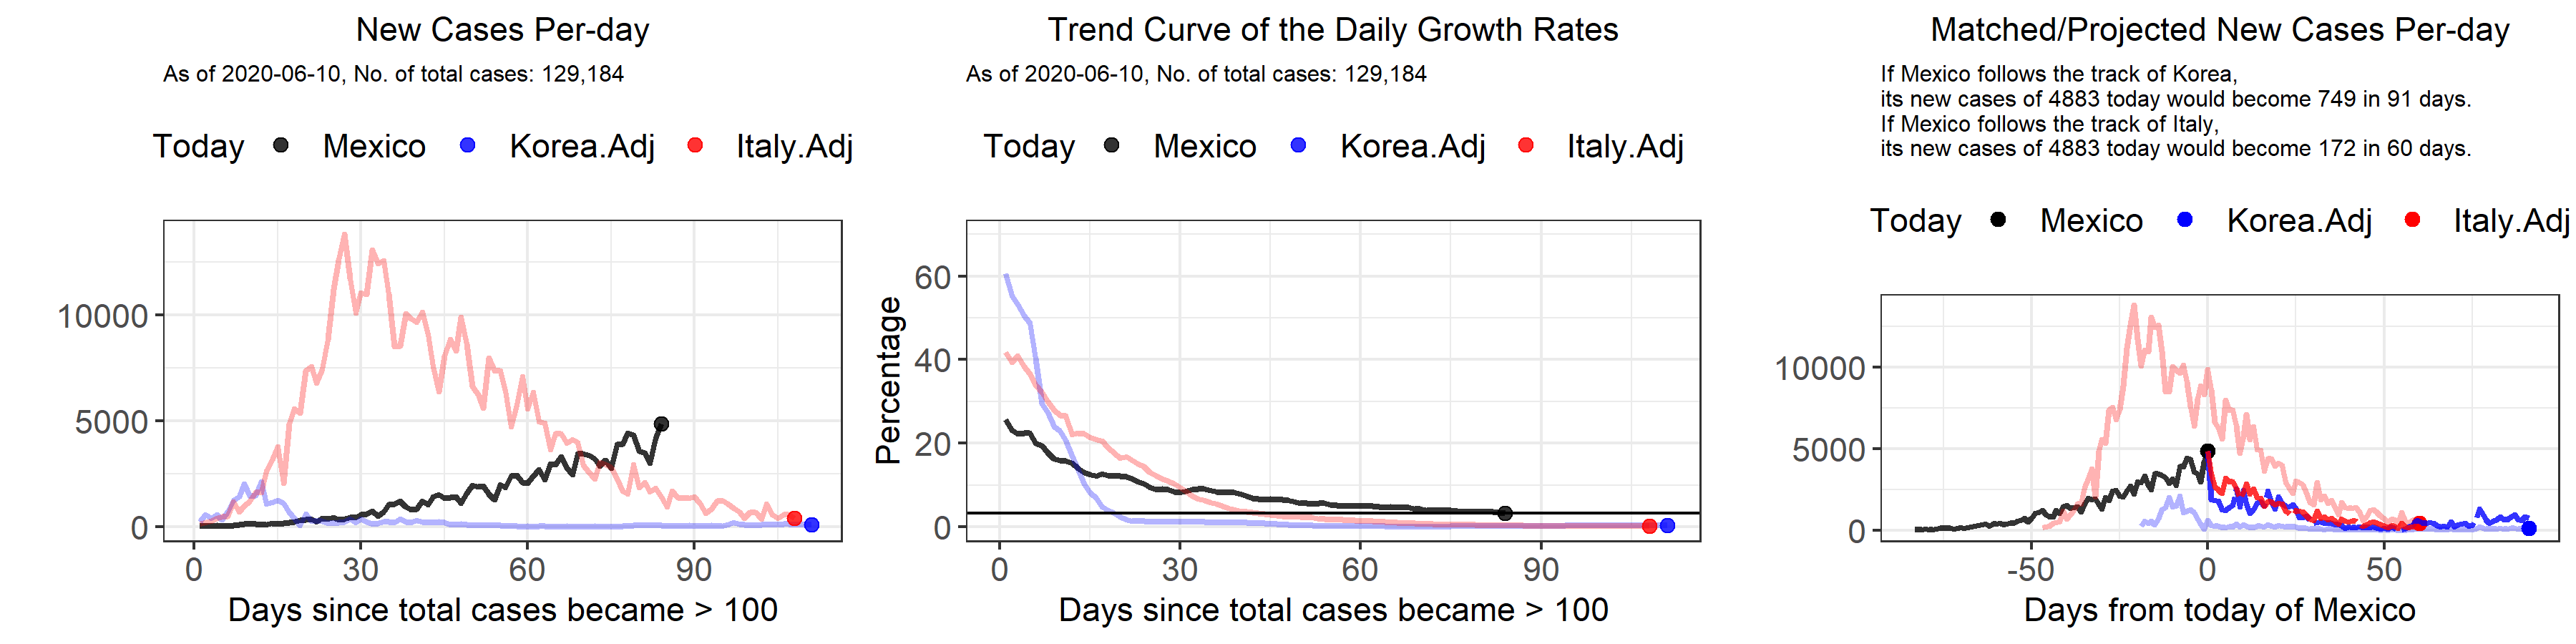 New Cases Per-day
As of 2020-06-10, No. of total cases: 129,184
Today Mexico Korea.Adj Italy.Adj
10000
5000
0
0 30 60 90
Days since total cases became > 100
Trend Curve of the Daily Growth Rates
As of 2020-06-10, No. of total cases: 129,184
Today Mexico Korea.Adj Italy.Adj
Percentage
60
40
20
0
0 30 60 90
Days since total cases became > 100
Matched/Projected New Cases Per-day
If Mexico follows the track of Korea,
its new cases of 4883 today would become 749 in 91 days.
If Mexico follows the track of Italy,
its new cases of 4883 today would become 172 in 60 days.
Today Mexico Korea.Adj Italy.Adj
10000
5000
0
-50 0 50
Days from today of Mexico